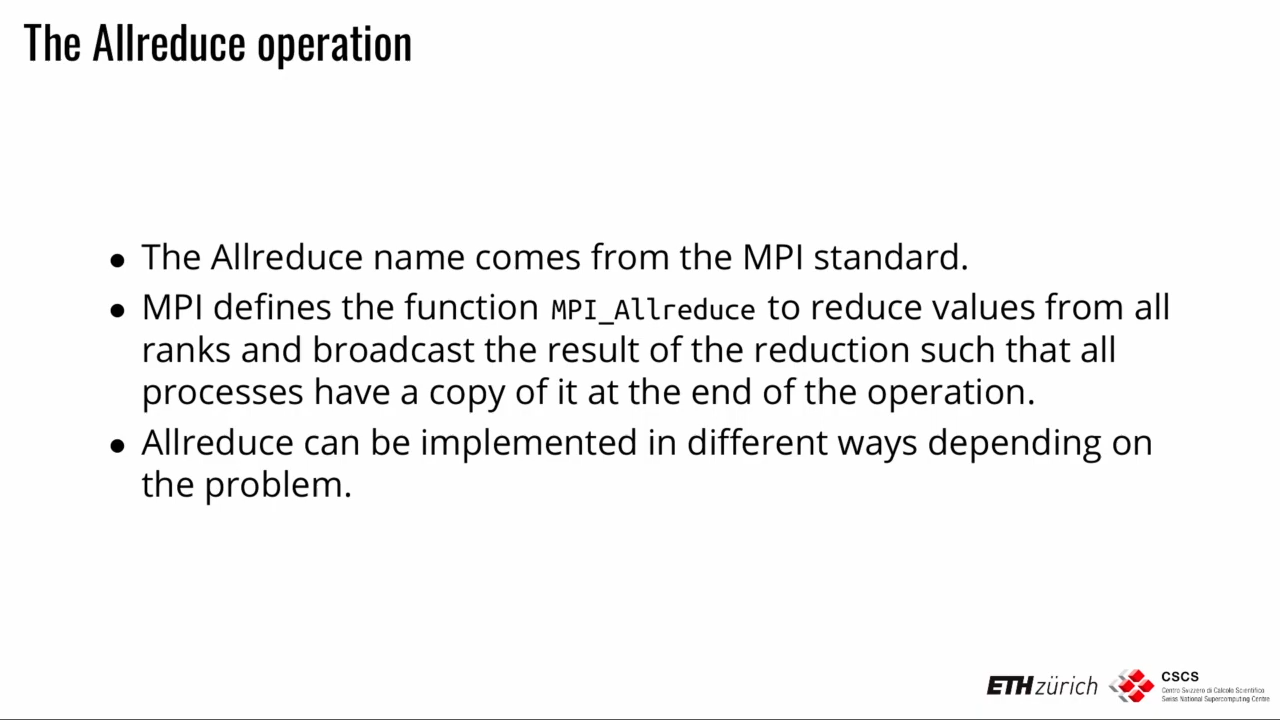 The Allreduce operation
● The Allreduce name comes from the MPI standard.
● MPI defines the function MPI_Allreduce to reduce values from all
ranks and broadcast the result of the reduction such that all
processes have a copy of it at the end of the operation.
● Allreduce can be implemented in different ways depending on
the problem.
ETH zürich
CSCS
Centro Svizzero di Calcolo Scientifico
Swiss National Supercomputing Centre